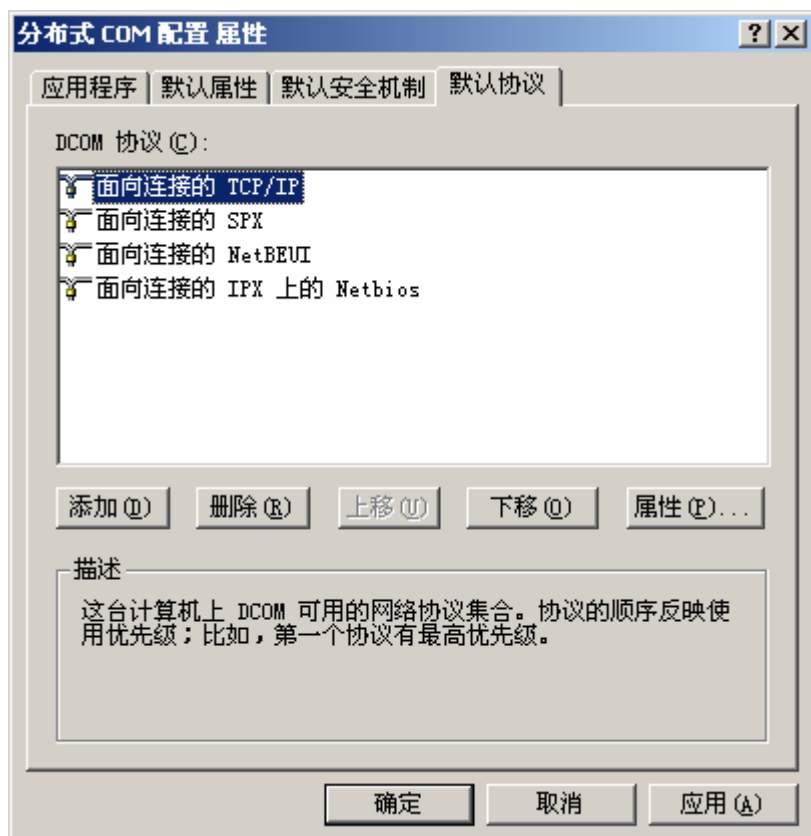 分布式 COM 配置 属性
应用程序 默认属性 默认安全机制 默认协议
DCOM 协议(C):
面向连接的 TCP/IP
面向连接的 SPX
面向连接的 NetBEUI
面向连接的 IPX 上的 Netbios
添加(D) 删除(R) 上移(U) 下移(O) 属性(P)...
描述
这台计算机上 DCOM 可用的网络协议集合。协议的顺序反映使
用优先级；比如，第一个协议有最高优先级。
确定 取消 应用(A)